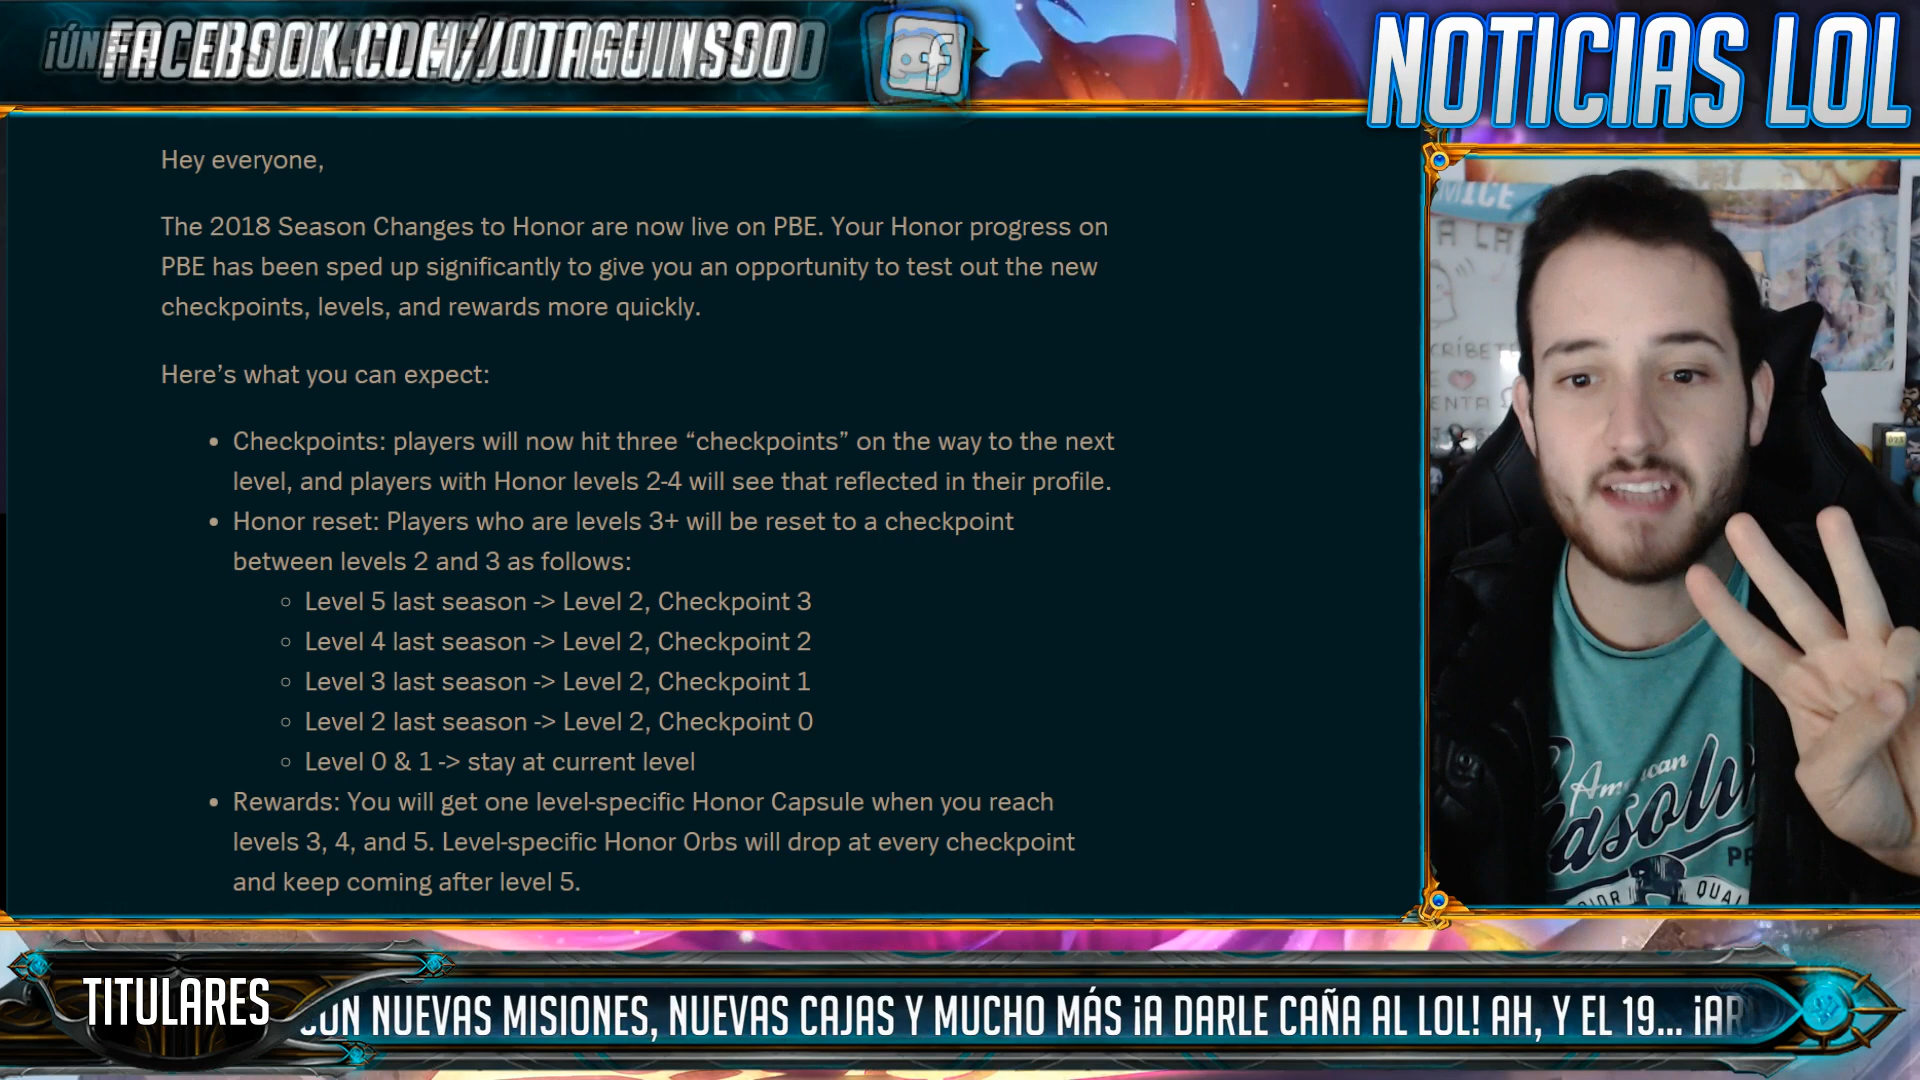 FACEBOOK.COM/JOTAGUINSOO
NOTICIAS LOL
Hey everyone,
The 2018 Season Changes to Honor are now live on PBE. Your Honor progress on
PBE has been sped up significantly to give you an opportunity to test out the new
checkpoints, levels, and rewards more quickly.
Here’s what you can expect:
• Checkpoints: players will now hit three “checkpoints” on the way to the next
level, and players with Honor levels 2-4 will see that reflected in their profile.
• Honor reset: Players who are levels 3+ will be reset to a checkpoint
between levels 2 and 3 as follows:
◦ Level 5 last season -> Level 2, Checkpoint 3
◦ Level 4 last season -> Level 2, Checkpoint 2
◦ Level 3 last season -> Level 2, Checkpoint 1
◦ Level 2 last season -> Level 2, Checkpoint 0
◦ Level 0 & 1 -> stay at current level
• Rewards: You will get one level-specific Honor Capsule when you reach
levels 3, 4, and 5. Level-specific Honor Orbs will drop at every checkpoint
and keep coming after level 5.
A LA
American
TITULARES
CON NUEVAS MISIONES, NUEVAS CAJAS Y MUCHO MÁS ¡A DARLE CAÑA AL LOL! AH, Y EL 19... ¡AR